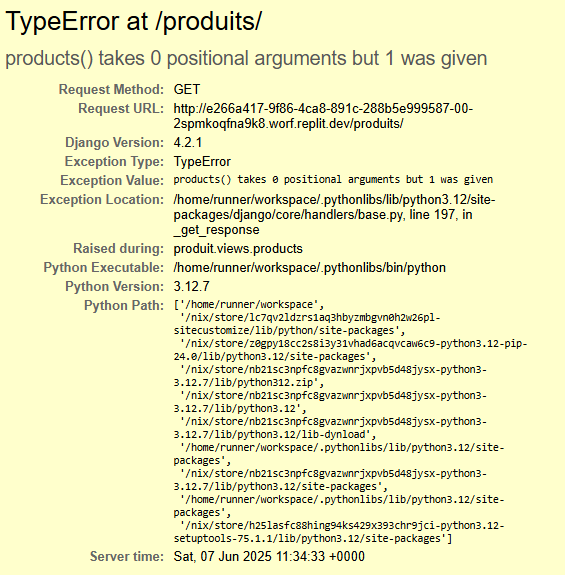 TypeError at /produits/
products() takes 0 positional arguments but 1 was given
Request Method: GET
Request URL: http://e266a417-9f86-4ca8-891c-288b5e999587-00-
2spmkoqfna9k8.worf.replit.dev/produits/
Django Version: 4.2.1
Exception Type: TypeError
Exception Value: products() takes 0 positional arguments but 1 was given
Exception Location: /home/runner/workspace/.pythonlibs/lib/python3.12/site-
packages/django/core/handlers/base.py, line 197, in
_get_response
Raised during: produit.views.products
Python Executable: /home/runner/workspace/.pythonlibs/bin/python
Python Version: 3.12.7
Python Path: ['/home/runner/workspace',
'/nix/store/lc7qv2ldzrs1aq3hbyzmbgvn0h2w26pl-
sitecustomize/lib/python/site-packages',
'/nix/store/z0gpy18cc2s8i3y31vhad6acqvcaw6c9-python3.12-pip-
24.0/lib/python3.12/site-packages',
'/nix/store/nb21sc3npfc8gvazwnrjxpvb5d48jysx-python3-
3.12.7/lib/python312.zip',
'/nix/store/nb21sc3npfc8gvazwnrjxpvb5d48jysx-python3-
3.12.7/lib/python3.12',
'/nix/store/nb21sc3npfc8gvazwnrjxpvb5d48jysx-python3-
3.12.7/lib/python3.12/lib-dynload',
'/home/runner/workspace/.pythonlibs/lib/python3.12/site-
packages',
'/nix/store/nb21sc3npfc8gvazwnrjxpvb5d48jysx-python3-
3.12.7/lib/python3.12/site-packages',
'/home/runner/workspace/.pythonlibs/lib/python3.12/site-
packages',
'/nix/store/h25lasfc88hing94ks429x393chr9jci-python3.12-
setuptools-75.1.1/lib/python3.12/site-packages']
Server time: Sat, 07 Jun 2025 11:34:33 +0000